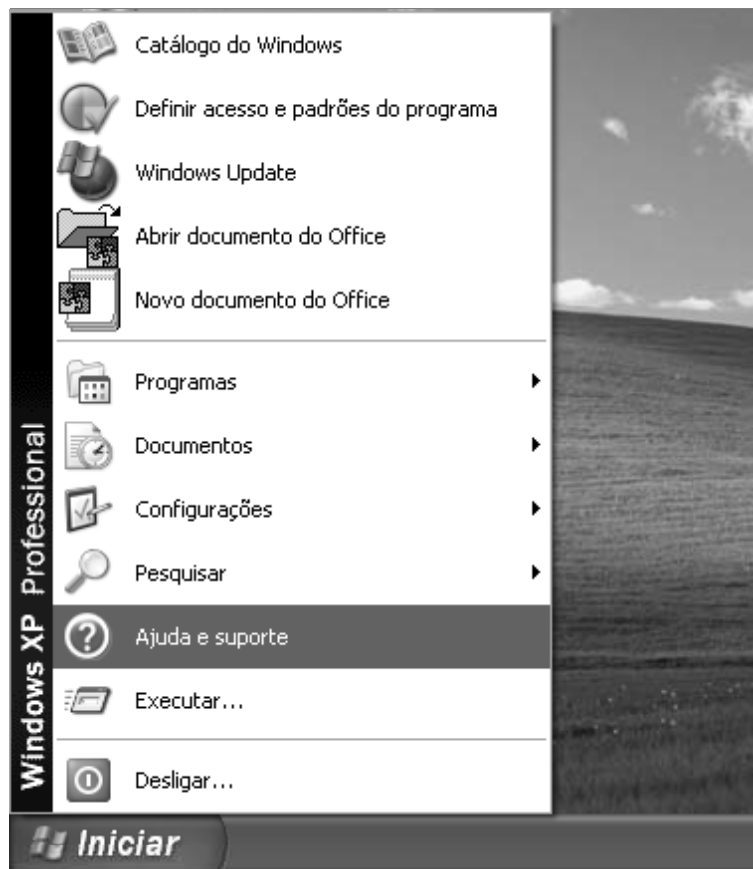 Catálogo do Windows
Definir acesso e padrões do programa
Windows Update
Abrir documento do Office
Novo documento do Office
Programas
Documentos
Configurações
Pesquisar
Ajuda e suporte
Executar...
Desligar...
Windows XP Professional
Iniciar